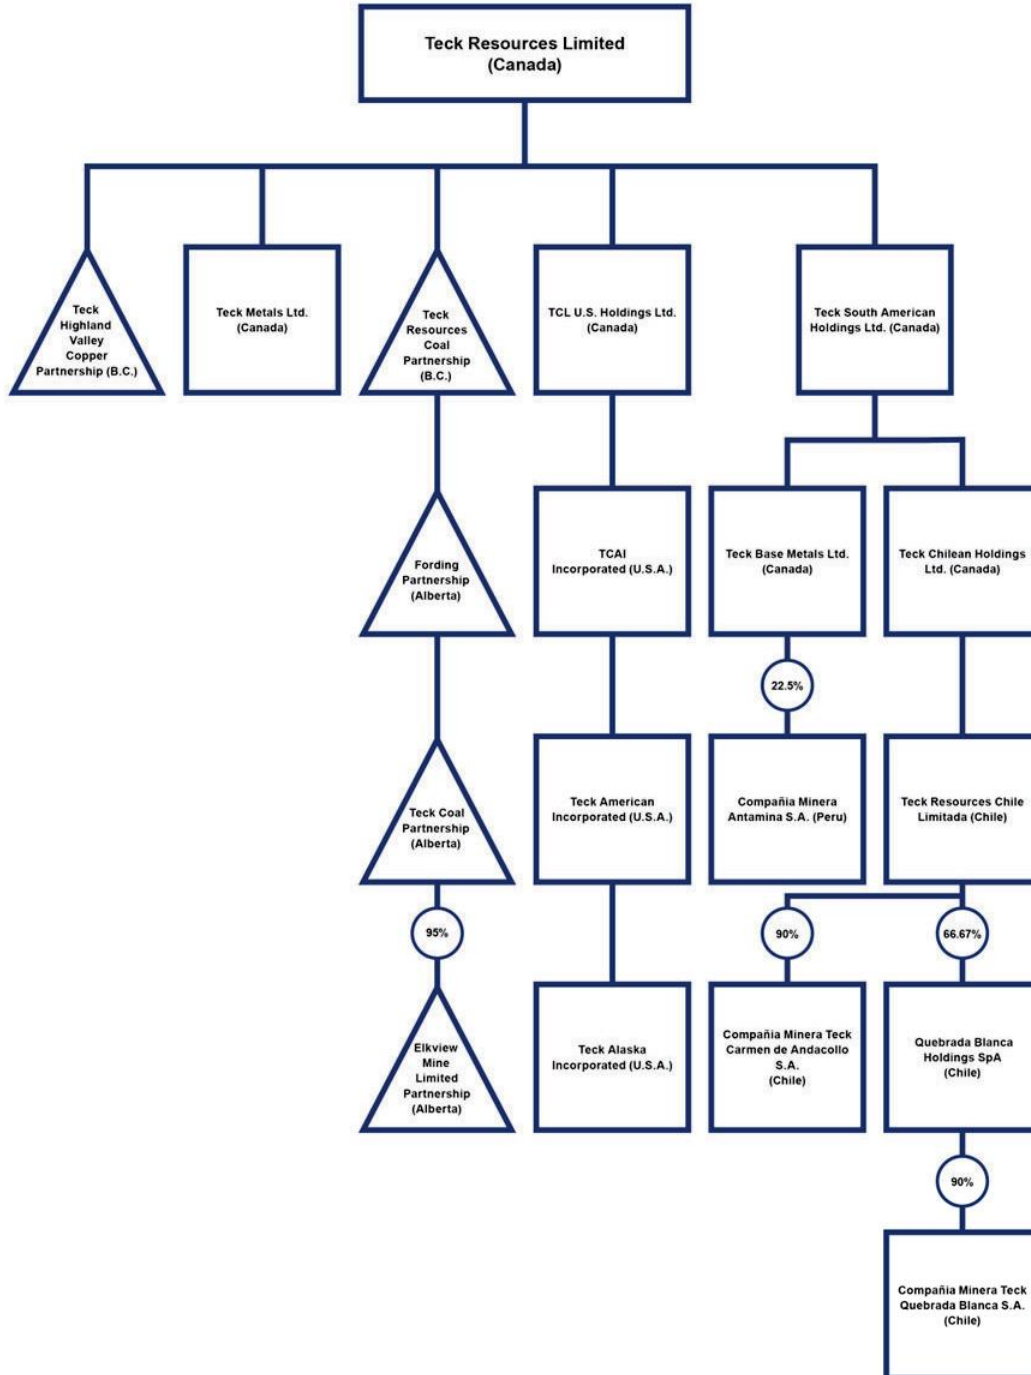 Teck Resources Limited
(Canada)
Teck
Highland
Valley
Copper
Partnership (B.C.)
Teck Metals Ltd.
(Canada)
Teck
Resources
Coal
Partnership
(B.C.)
TCL U.S. Holdings Ltd.
(Canada)
Teck South American
Holdings Ltd. (Canada)
Fording
Partnership
(Alberta)
TCAI
Incorporated (U.S.A.)
Teck Base Metals Ltd.
(Canada)
Teck Chilean Holdings
Ltd. (Canada)
22.5%
Teck Coal
Partnership
(Alberta)
Teck American
Incorporated (U.S.A.)
Compañia Minera
Antamina S.A. (Peru)
Teck Resources Chile
Limitada (Chile)
95%
90%
66.67%
Elkview
Mine
Limited
Partnership
(Alberta)
Teck Alaska
Incorporated (U.S.A.)
Compañia Minera Teck
Carmen de Andacollo
S.A.
(Chile)
Quebrada Blanca
Holdings SpA
(Chile)
90%
Compañia Minera Teck
Quebrada Blanca S.A.
(Chile)